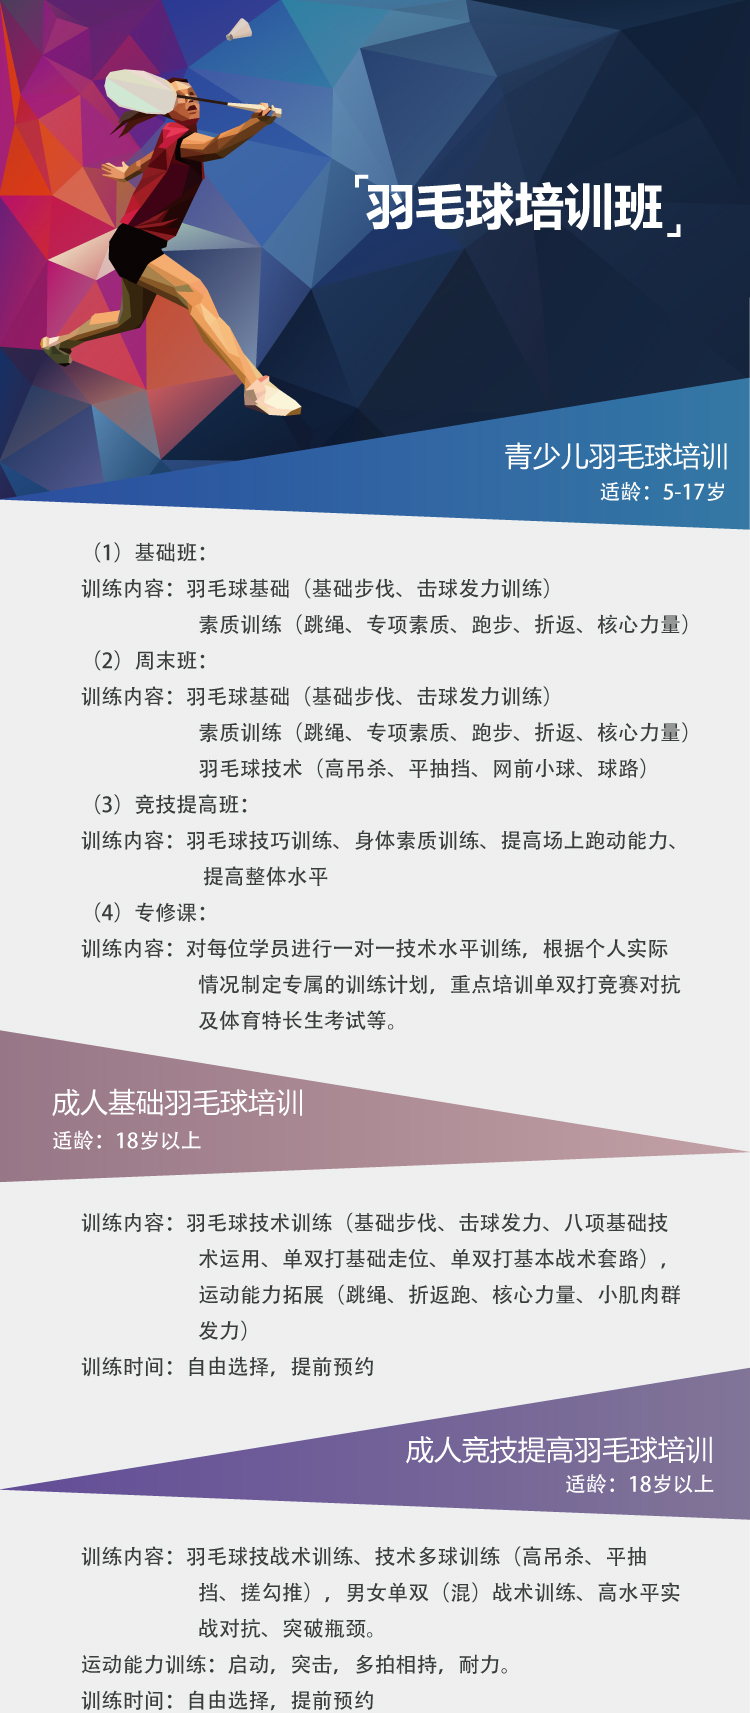 「羽毛球培训班」
青少儿羽毛球培训
适龄：5-17岁
（1）基础班：
训练内容：羽毛球基础（基础步伐、击球发力训练）
素质训练（跳绳、专项素质、跑步、折返、核心力量）
（2）周末班：
训练内容：羽毛球基础（基础步伐、击球发力训练）
素质训练（跳绳、专项素质、跑步、折返、核心力量）
羽毛球技术（高吊杀、平抽挡、网前小球、球路）
（3）竞技提高班：
训练内容：羽毛球技巧训练、身体素质训练、提高场上跑动能力、
提高整体水平
（4）专修课：
训练内容：对每位学员进行一对一技术水平训练，根据个人实际
情况制定专属的训练计划，重点培训单双打竞赛对抗
及体育特长生考试等。
成人基础羽毛球培训
适龄：18岁以上
训练内容：羽毛球技术训练（基础步伐、击球发力、八项基础技
术运用、单双打基础走位、单双打基本战术套路），
运动能力拓展（跳绳、折返跑、核心力量、小肌肉群
发力）
训练时间：自由选择，提前预约
成人竞技提高羽毛球培训
适龄：18岁以上
训练内容：羽毛球技战术训练、技术多球训练（高吊杀、平抽
挡、搓勾推），男女单双（混）战术训练、高水平实
战对抗、突破瓶颈。
运动能力训练：启动，突击，多拍相持，耐力。
训练时间：自由选择，提前预约